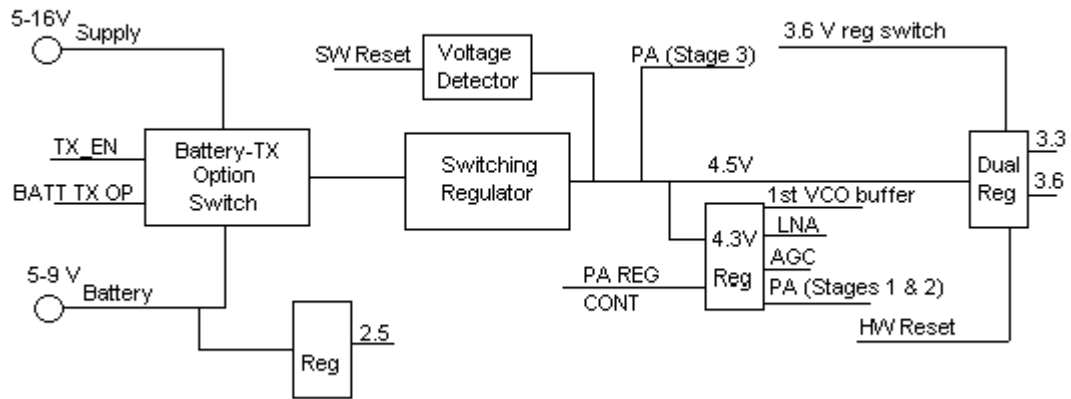 5-16V
Supply
SW Reset
Voltage
Detector
PA (Stage 3)
3.6 V reg switch
TX_EN
BATT TX OP
Battery-TX
Option
Switch
Switching
Regulator
4.5V
Dual
Reg
3.3
3.6
1st VCO buffer
4.3V
Reg
LNA
AGC
PA (Stages 1 & 2)
PA REG
CONT
HW Reset
5-9 V
Battery
Reg
2.5